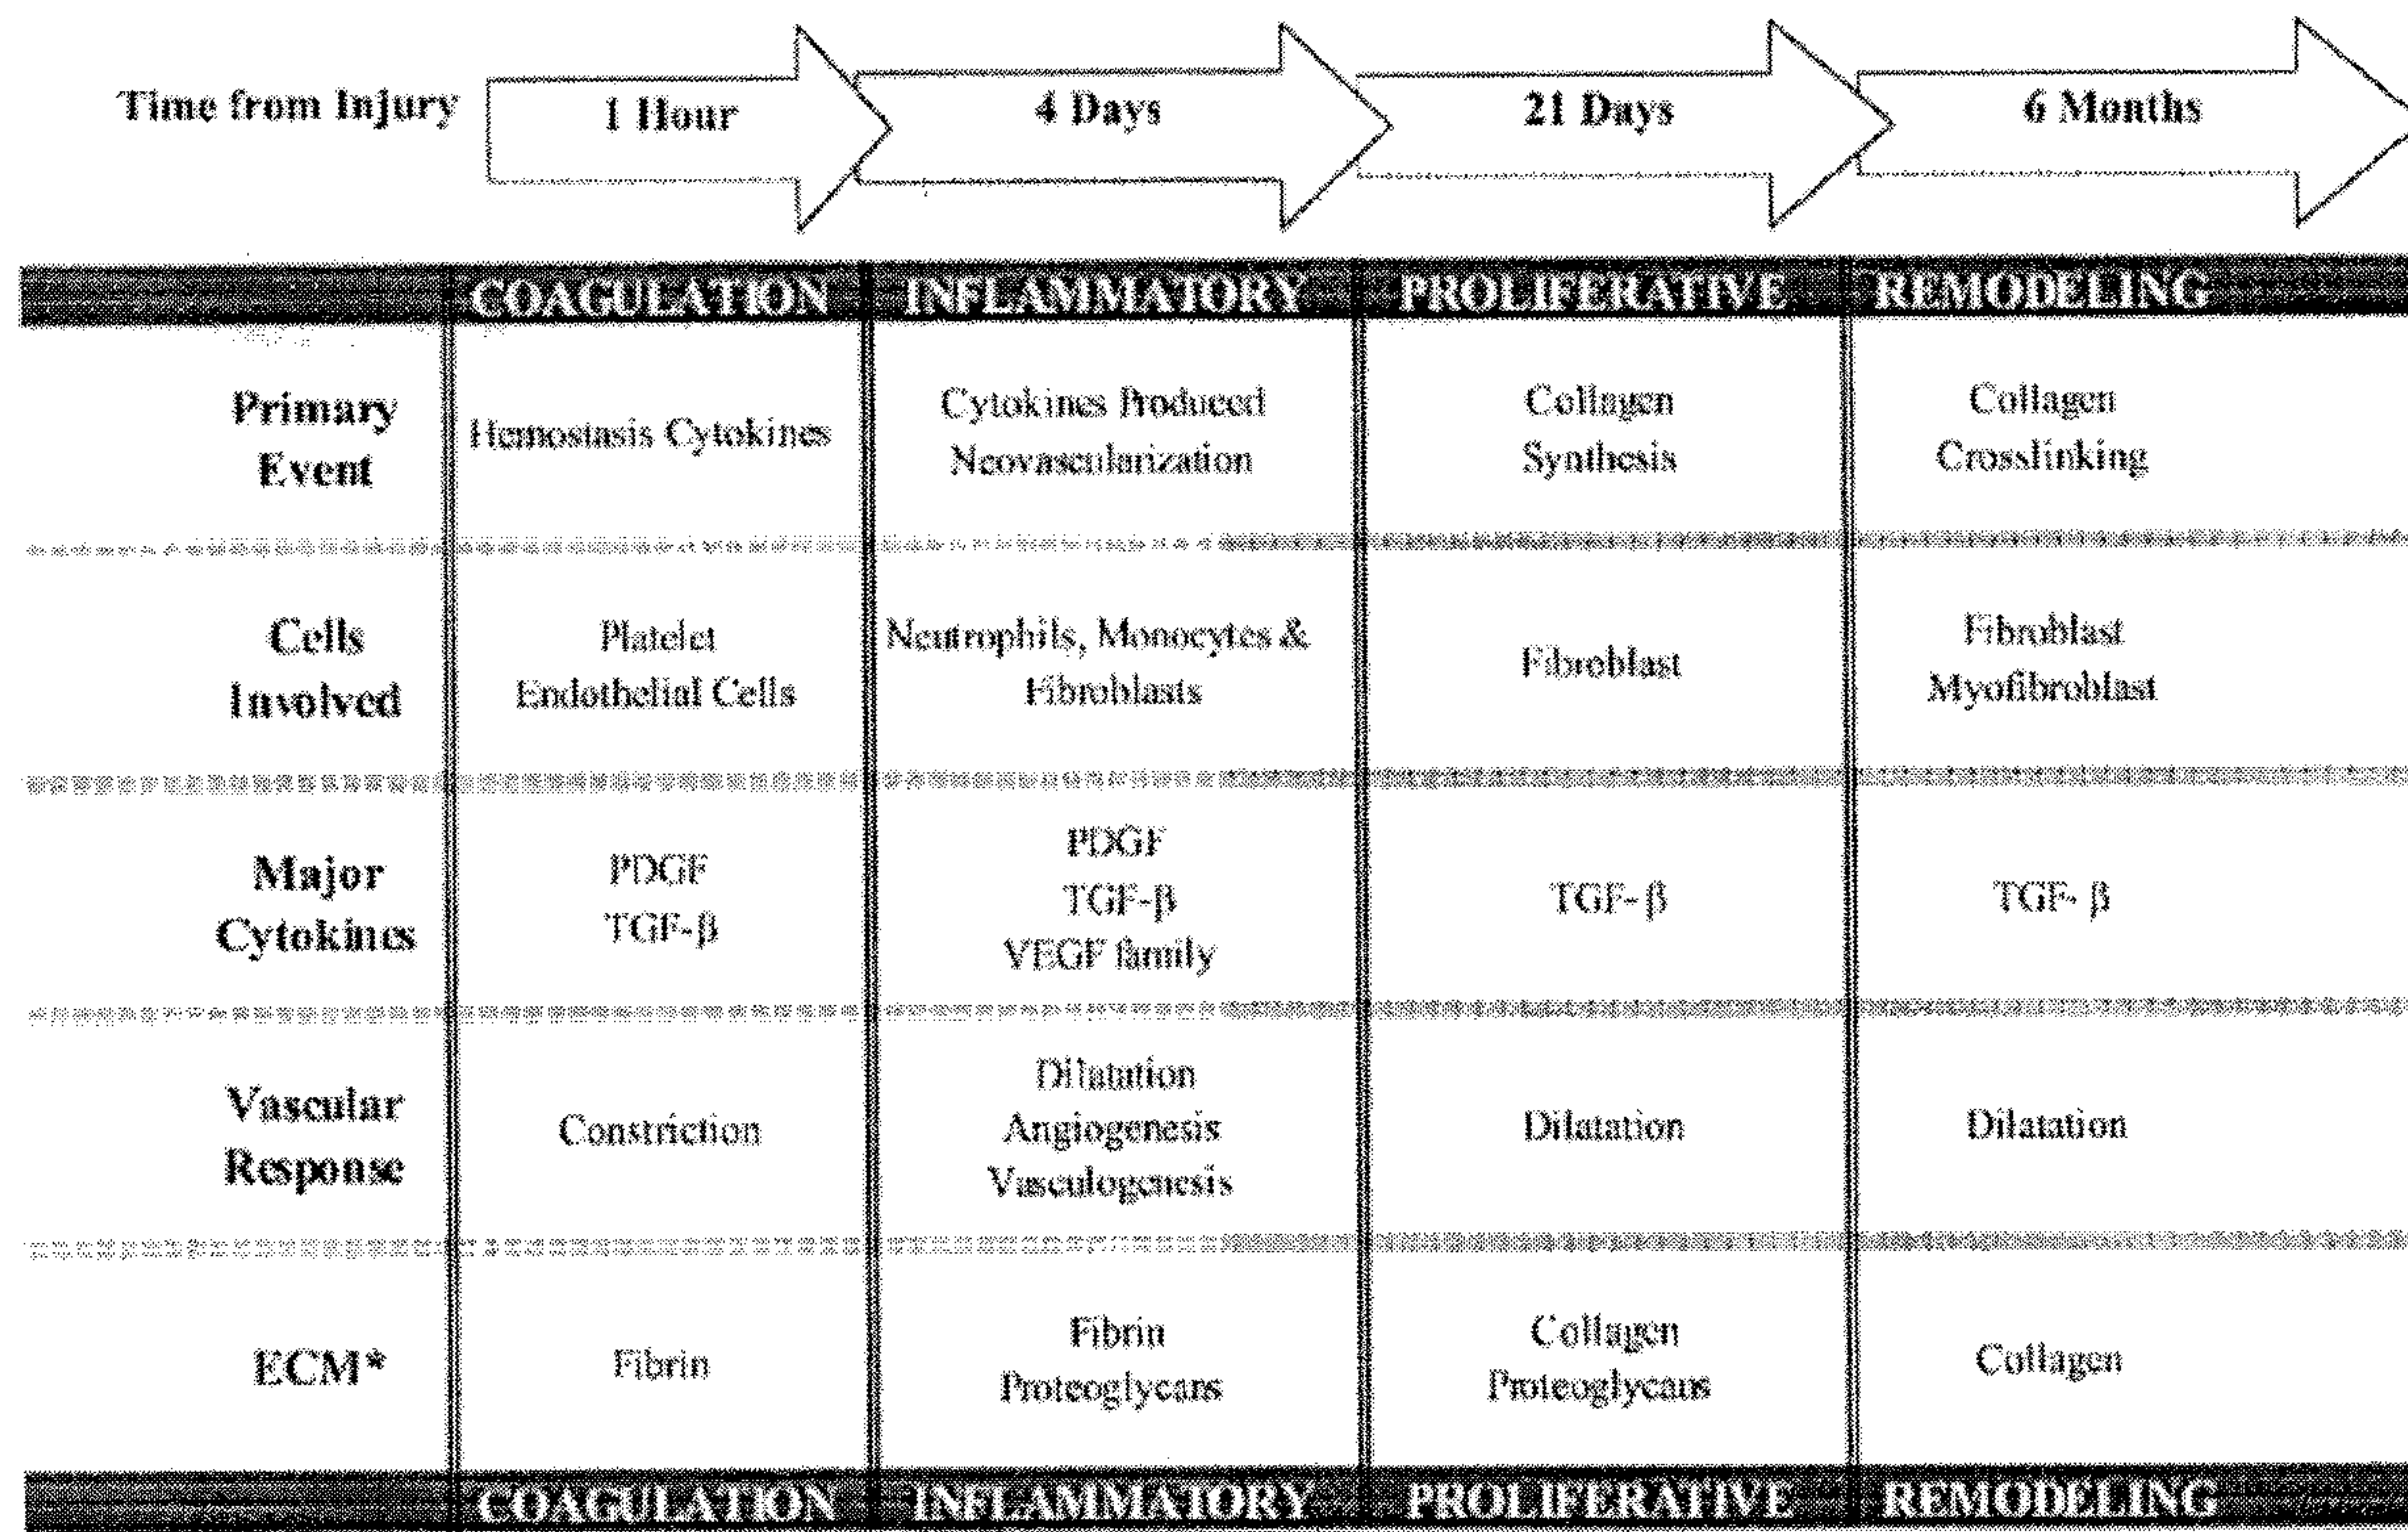 Time from Injury 1 Hour 4 Days 21 Days 6 Months
COAGULATION INFLAMMATORY PROLIFERATIVE REMODELING
Primary
Event
Hemostasis Cytokines
Cytokines Produced
Neovascularization
Collagen
Synthesis
Collagen
Crosslinking
Cells
Involved
Platelet
Endothelial Cells
Neutrophils, Monocytes &
Fibroblasts
Fibroblast
Fibroblast
Myofibroblast
Major
Cytokines
PDGF
TGF-β
PDGF
TGF-β
VEGF family
TGF-β
TGF- β
Vascular
Response
Constriction
Dilatation
Angiogenesis
Vasculogenesis
Dilatation
Dilatation
ECM*
Fibrin
Fibrin
Proteoglycans
Collagen
Proteoglycans
Collagen
COAGULATION INFLAMMATORY PROLIFERATIVE REMODELING